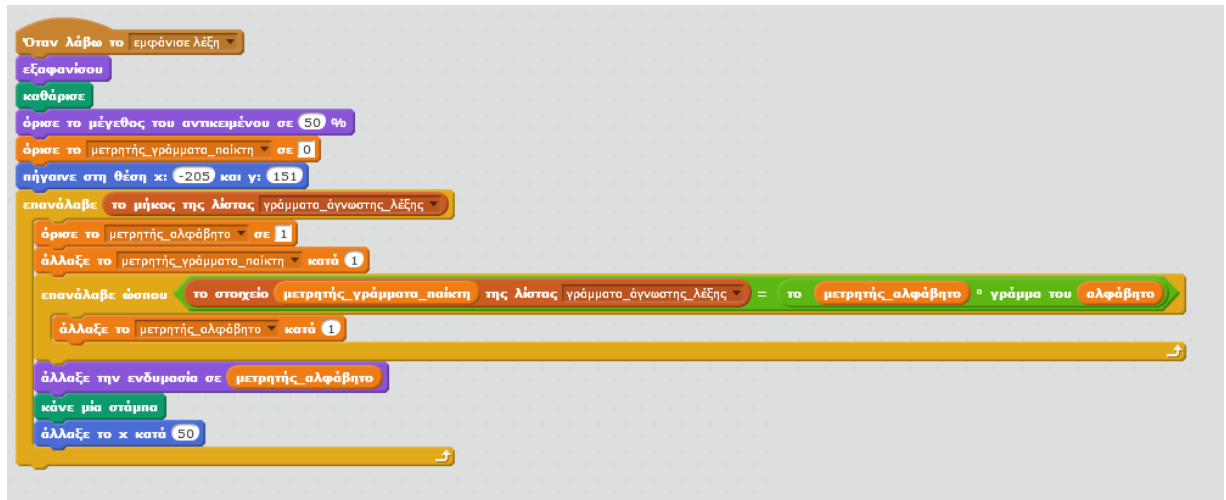 Όταν λάβω το εμφάνισε λέξη
εξαφανίσου
καθάρισε
όρισε το μέγεθος του αντικειμένου σε 50 %
όρισε το μετρητής_γράμματα_παίκτη σε 0
πήγαινε στη θέση x: -205 και y: 151
επανάλαβε το μήκος της λίστας γράμματα_άγνωστης_λέξης
όρισε το μετρητής_αλφάβητο σε 1
άλλαξε το μετρητής_γράμματα_παίκτη κατά 1
επανάλαβε ώσπου το στοιχείο μετρητής_γράμματα_παίκτη της λίστας γράμματα_άγνωστης_λέξης = το μετρητής_αλφάβητο ° γράμμα του αλφάβητο
άλλαξε το μετρητής_αλφάβητο κατά 1
άλλαξε την ενδυμασία σε μετρητής_αλφάβητο
κάνε μία στάμπα
άλλαξε το x κατά 50